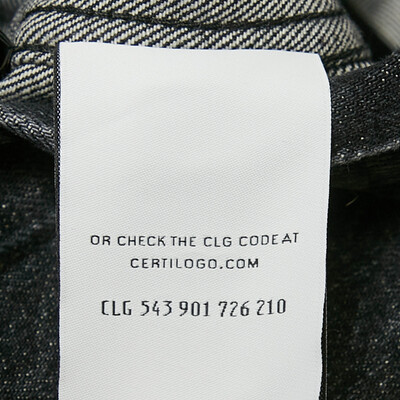 OR CHECK THE CLG CODE AT
CERTILOGO.COM
CLG 543 901 726 210